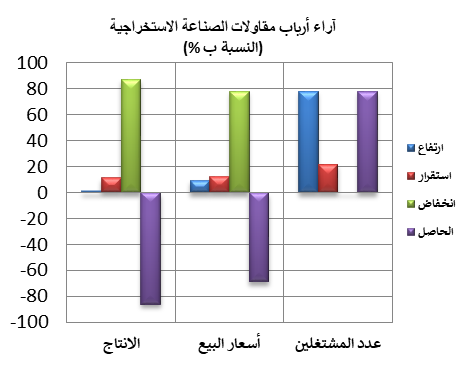 آراء أرباب مقاولات الصناعة الاستخراجية
(النسبة ب %)
100
80
60
40
20
0
-20
-40
-60
-80
-100
ارتفاع
استقرار
انخفاض
الحاصل
الانتاج
أسعار البيع
عدد المشتغلين